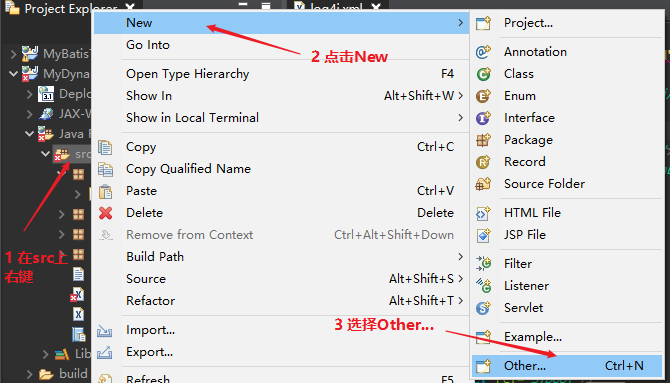 Project Explorer
log4j.xml
MyBatisT
MyDyna
Deplo
JAX-W
Java R
src
Lib
build
New
Go Into
Open Type Hierarchy F4
Show In Alt+Shift+W
Show in Local Terminal
Copy Ctrl+C
Copy Qualified Name
Paste Ctrl+V
Delete Delete
Remove from Context Ctrl+Alt+Shift+Down
Build Path
Source Alt+Shift+S
Refactor Alt+Shift+T
Import...
Export...
Refresh F5
Project...
Annotation
Class
Enum
Interface
Package
Record
Source Folder
HTML File
JSP File
Filter
Listener
Servlet
Example...
Other... Ctrl+N
1 在src上
右键
2 点击New
3 选择Other...